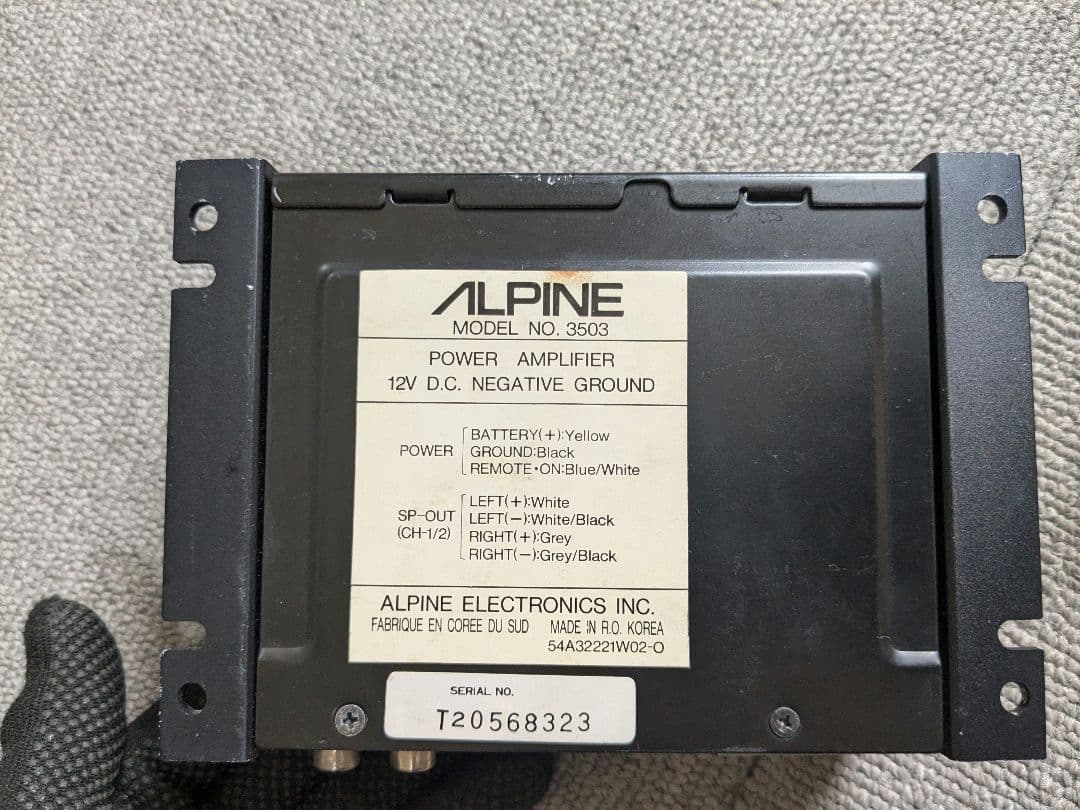 ALPINE
MODEL NO. 3503
POWER AMPLIFIER
12V D.C. NEGATIVE GROUND
POWER
BATTERY(+):Yellow
GROUND:Black
REMOTE•ON:Blue/White
SP-OUT
(CH-1/2)
LEFT(+):White
LEFT(-):White/Black
RIGHT(+):Grey
RIGHT(-):Grey/Black
ALPINE ELECTRONICS INC.
FABRIQUE EN COREE DU SUD MADE IN R.O. KOREA
54A32221W02-O
SERIAL NO.
T20568323